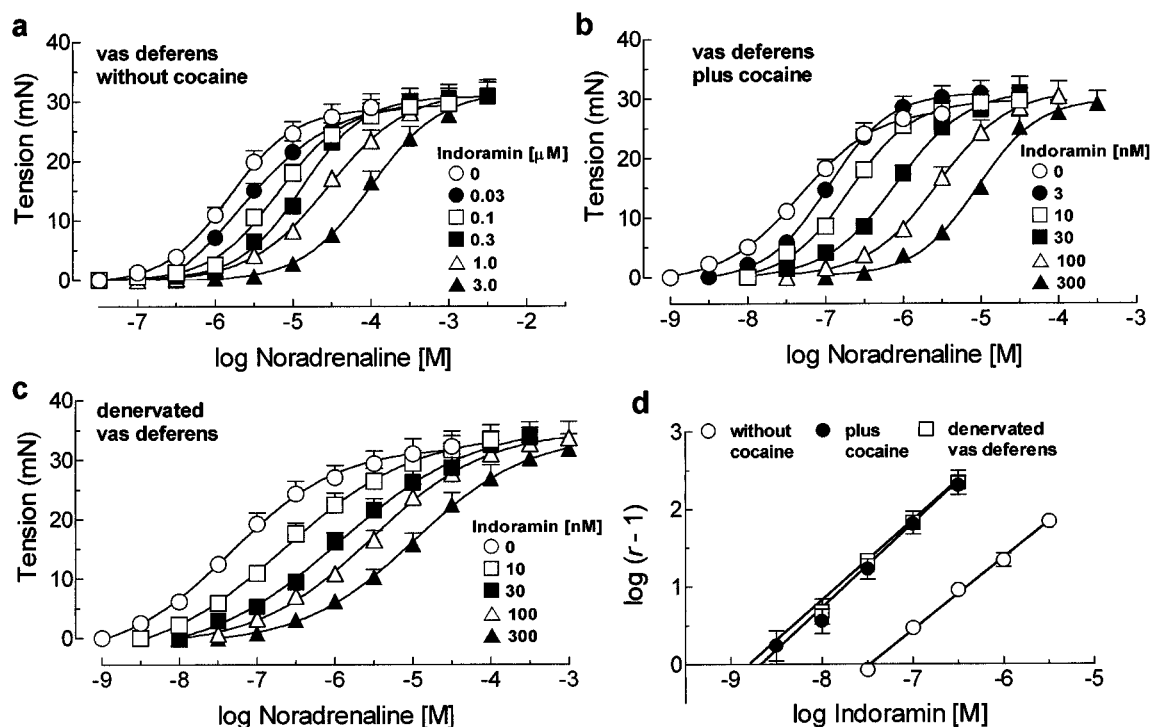 a
vas deferens
without cocaine
Tension (mN)
40
30
20
10
0
Indoramin [μM]
0
0.03
0.1
0.3
1.0
3.0
-7 -6 -5 -4 -3 -2
log Noradrenaline [M]
b
vas deferens
plus cocaine
Tension (mN)
40
30
20
10
0
Indoramin [nM]
0
3
10
30
100
300
-9 -8 -7 -6 -5 -4 -3
log Noradrenaline [M]
c
denervated
vas deferens
Tension (mN)
40
30
20
10
0
Indoramin [nM]
0
10
30
100
300
-9 -8 -7 -6 -5 -4 -3
log Noradrenaline [M]
d
without
cocaine
plus
cocaine
denervated
vas deferens
log (r - 1)
3
2
1
0
-9 -8 -7 -6 -5
log Indoramin [M]